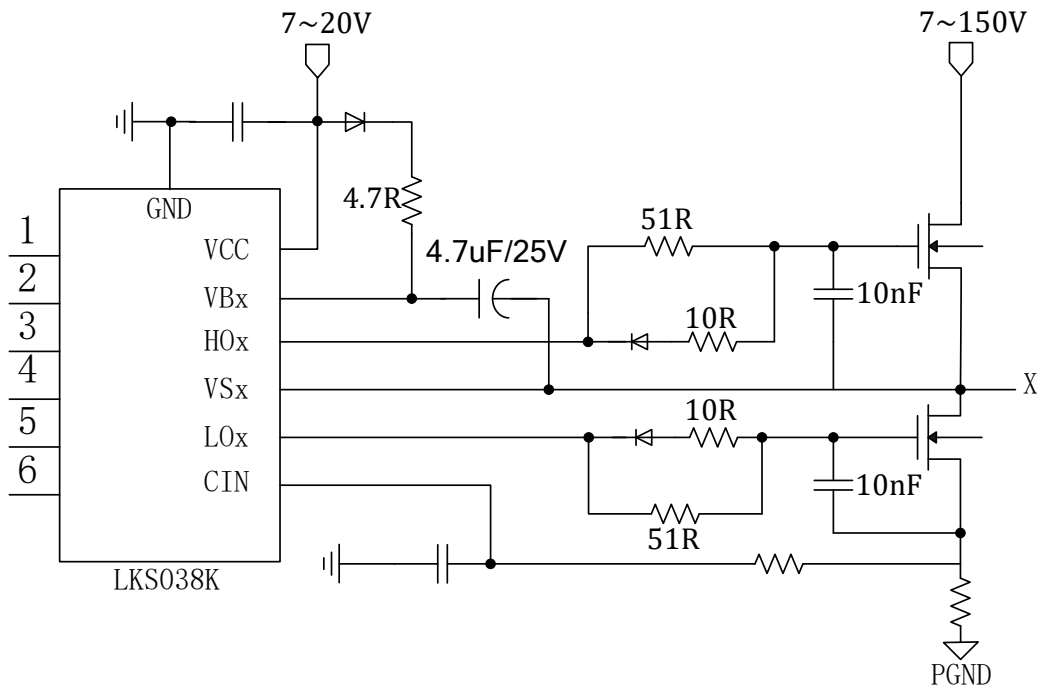 7~20V
7~150V
GND
1
2
3
4
5
6
VCC
VBx
HOx
VSx
LOx
CIN
LKS038K
4.7R
4.7uF/25V
51R
10R
10nF
X
10R
10nF
51R
PGND